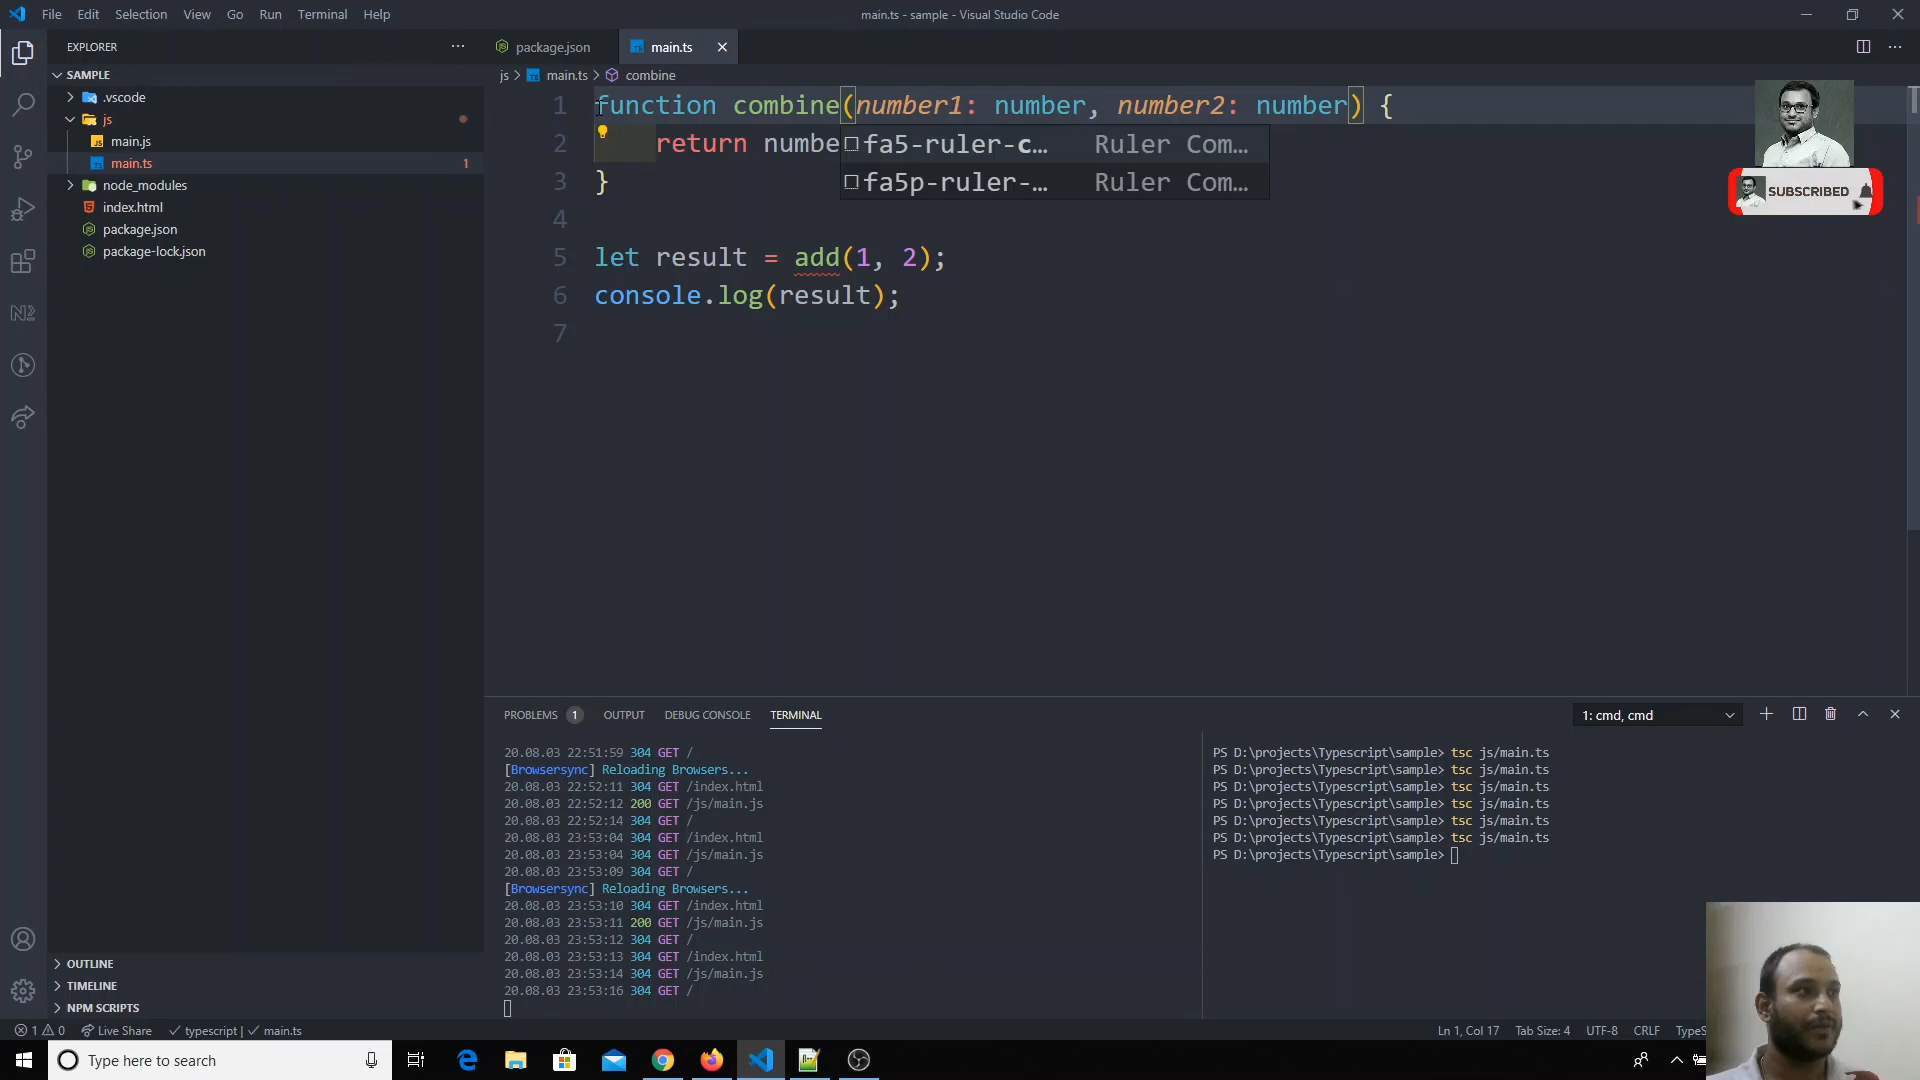 File Edit Selection View Go Run Terminal Help
main.ts - sample - Visual Studio Code
EXPLORER
SAMPLE
.vscode
js
main.js
main.ts 1
node_modules
index.html
package.json
package-lock.json
OUTLINE
TIMELINE
NPM SCRIPTS
package.json
main.ts
js > main.ts > combine
1 function combine(number1: number, number2: number) {
2 return numbe
fa5-ruler-c… Ruler Com…
fa5p-ruler-… Ruler Com…
3 }
4
5 let result = add(1, 2);
6 console.log(result);
7
SUBSCRIBED
PROBLEMS 1 OUTPUT DEBUG CONSOLE TERMINAL
1: cmd, cmd
20.08.03 22:51:59 304 GET /
[Browsersync] Reloading Browsers...
20.08.03 22:52:11 304 GET /index.html
20.08.03 22:52:12 200 GET /js/main.js
20.08.03 22:52:14 304 GET /
20.08.03 23:53:04 304 GET /index.html
20.08.03 23:53:04 304 GET /js/main.js
20.08.03 23:53:09 304 GET /
[Browsersync] Reloading Browsers...
20.08.03 23:53:10 304 GET /index.html
20.08.03 23:53:11 200 GET /js/main.js
20.08.03 23:53:12 304 GET /
20.08.03 23:53:13 304 GET /index.html
20.08.03 23:53:14 304 GET /js/main.js
20.08.03 23:53:16 304 GET /
PS D:\projects\Typescript\sample> tsc js/main.ts
PS D:\projects\Typescript\sample> tsc js/main.ts
PS D:\projects\Typescript\sample> tsc js/main.ts
PS D:\projects\Typescript\sample> tsc js/main.ts
PS D:\projects\Typescript\sample> tsc js/main.ts
PS D:\projects\Typescript\sample> tsc js/main.ts
PS D:\projects\Typescript\sample>
1 0 Live Share typescript | main.ts
Ln 1, Col 17 Tab Size: 4 UTF-8 CRLF TypeS
Type here to search